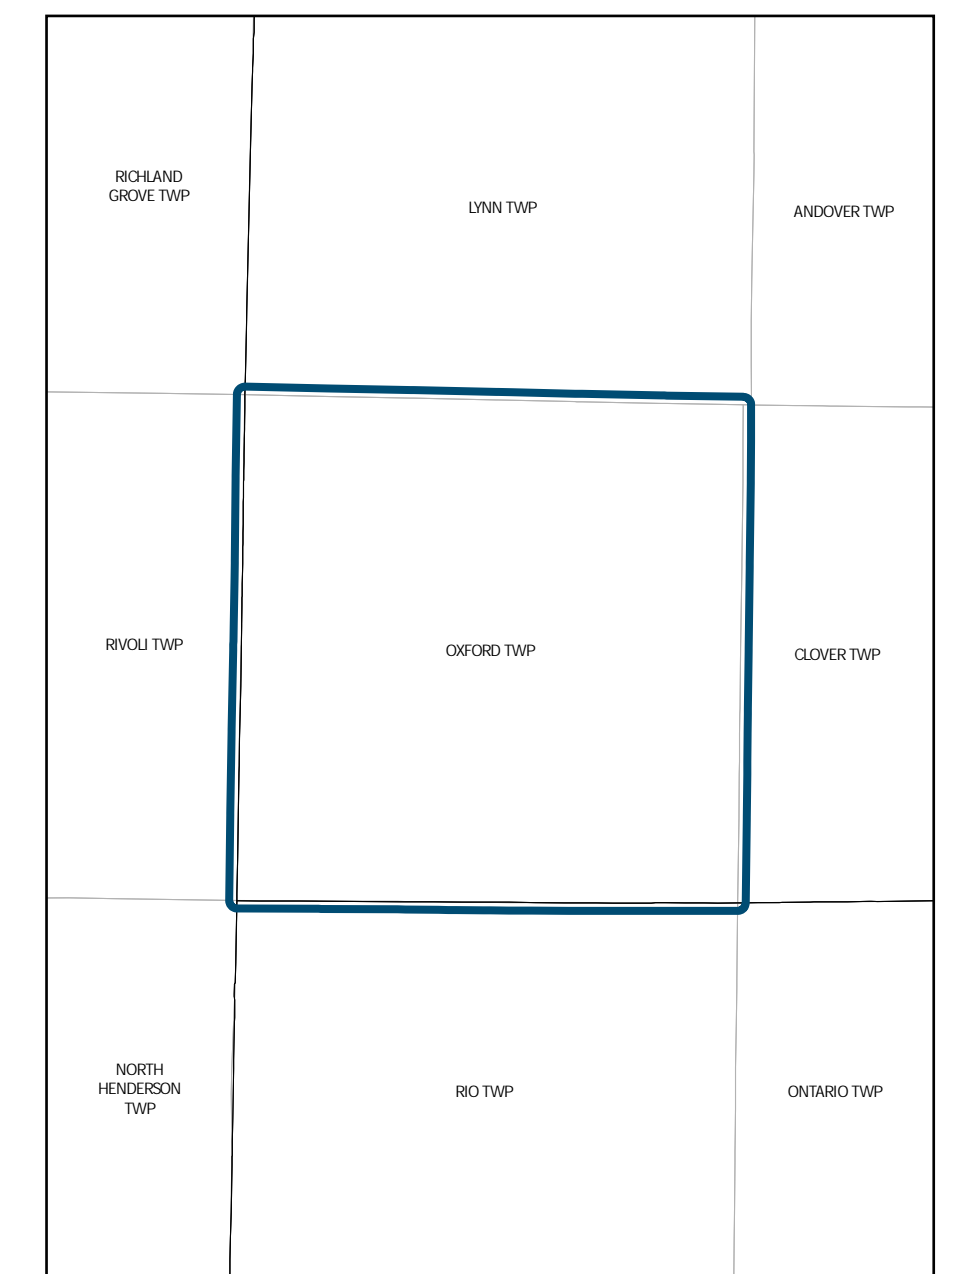 RICHLAND
GROVE TWP
LYNN TWP
ANDOVER TWP
RIVOLI TWP
OXFORD TWP
CLOVER TWP
NORTH
HENDERSON
TWP
RIO TWP
ONTARIO TWP